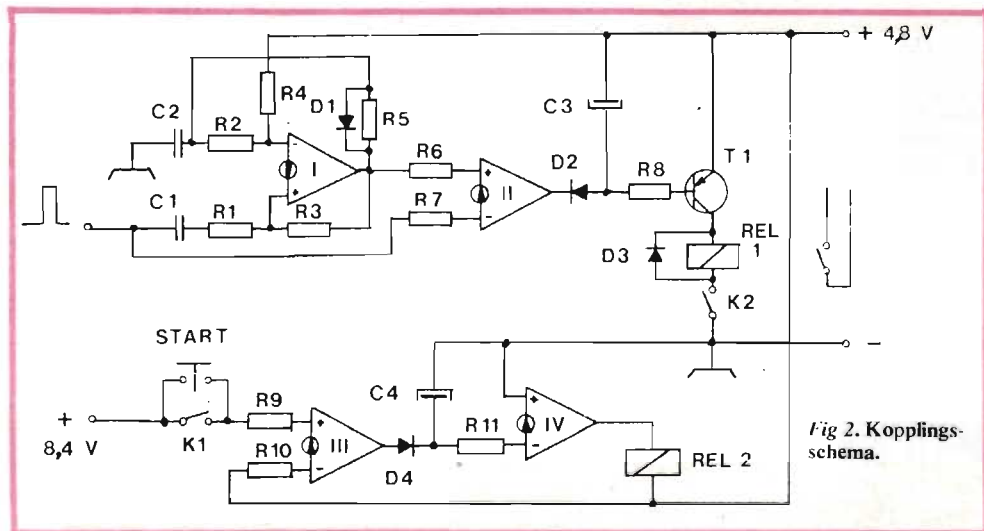 + 4,8 V
R4
D1
R5
C3
T1
C2
R2
-
I
+
R6
+
II
-
D2
R8
C1
R1
R3
R7
D3
REL
1
K2
START
-
C4
+
8,4 V
K1
R9
R10
+
III
-
D4
R11
+
IV
-
REL 2
Fig 2. Kopplings-
schema.